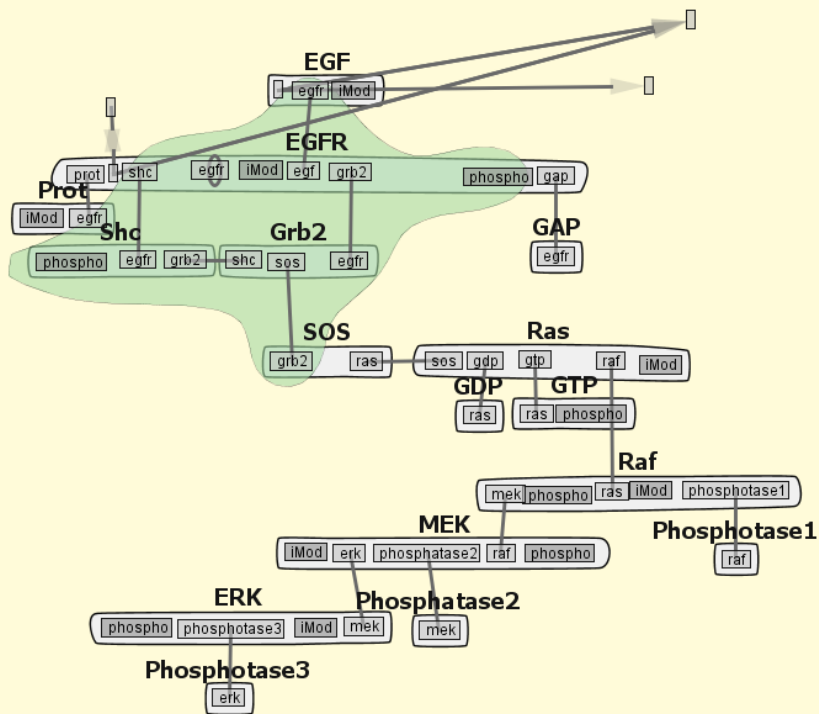 EGF
egfr iMod
EGFR
prot shc egfr iMod egf grb2 phospho gap
Prot
iMod egfr
Shc Grb2 GAP
phospho egfr grb2 shc sos egfr egfr
SOS Ras
grb2 ras sos gdp gtp raf iMod
GDP GTP
ras ras phospho
Raf
mek phospho ras iMod phosphotase1
MEK Phosphotase1
iMod erk phosphatase2 raf phospho raf
ERK Phosphatase2
phospho phosphotase3 iMod mek mek
Phosphotase3
erk